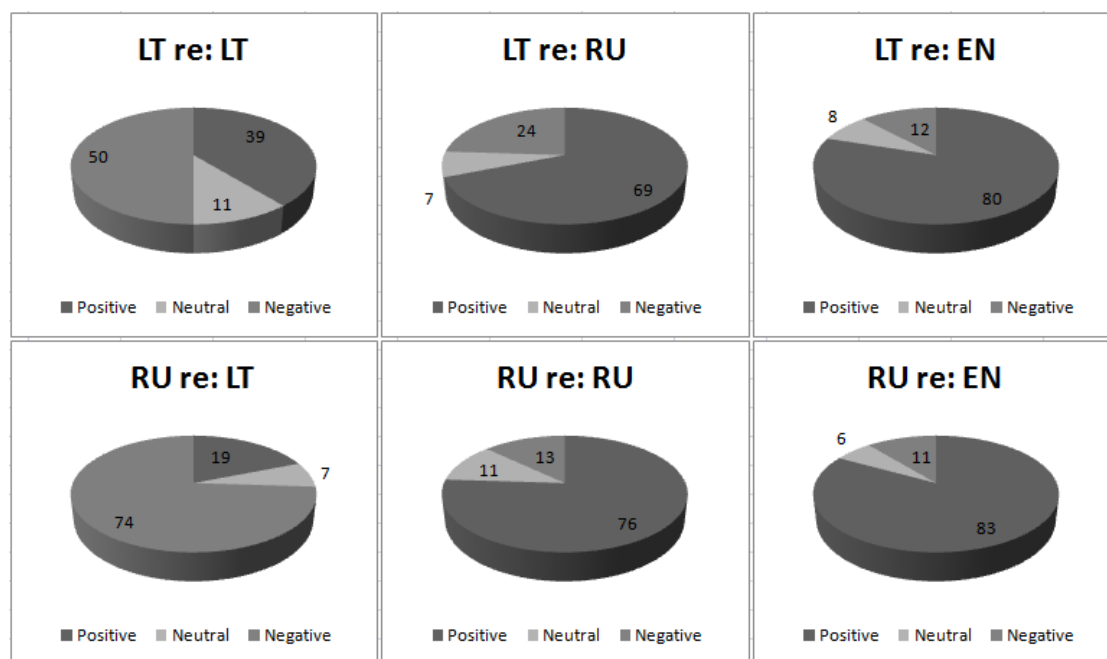 LT re: LT
39
50
11
Positive Neutral Negative
LT re: RU
24
7
69
Positive Neutral Negative
LT re: EN
8
12
80
Positive Neutral Negative
RU re: LT
19
7
74
Positive Neutral Negative
RU re: RU
11
13
76
Positive Neutral Negative
RU re: EN
6
11
83
Positive Neutral Negative